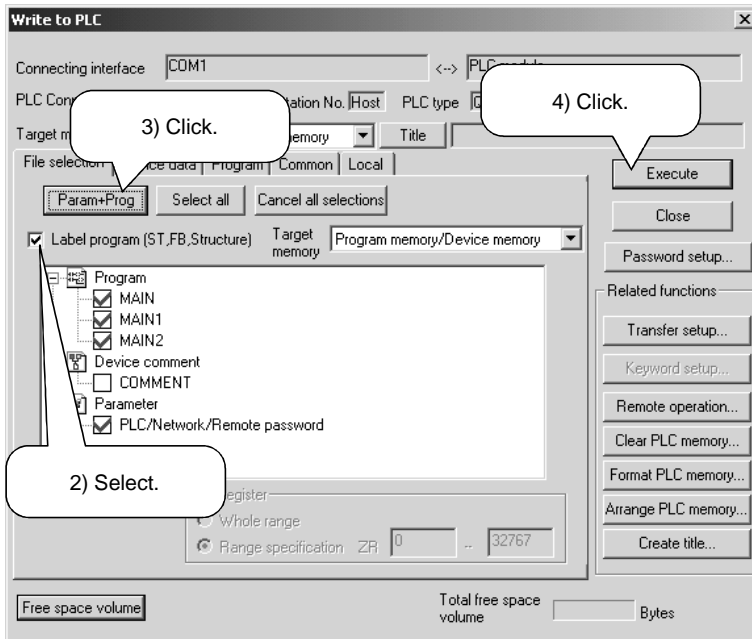 Write to PLC
Connecting interface COM1 <--> PLC module
PLC Station No. Host PLC type
4) Click.
3) Click.
Target memory Title
File selection data Program Common Local
Execute
Param+Prog Select all Cancel all selections
Close
Label program (ST,FB,Structure) Target memory Program memory/Device memory
Password setup...
Program
Related functions
MAIN
MAIN1
Transfer setup...
MAIN2
Device comment
Keyword setup...
COMMENT
Parameter
Remote operation...
PLC/Network/Remote password
Clear PLC memory...
2) Select.
Format PLC memory...
Whole range
Arrange PLC memory...
Range specification ZR 0 -- 32767
Create title...
Free space volume
Total free space volume Bytes